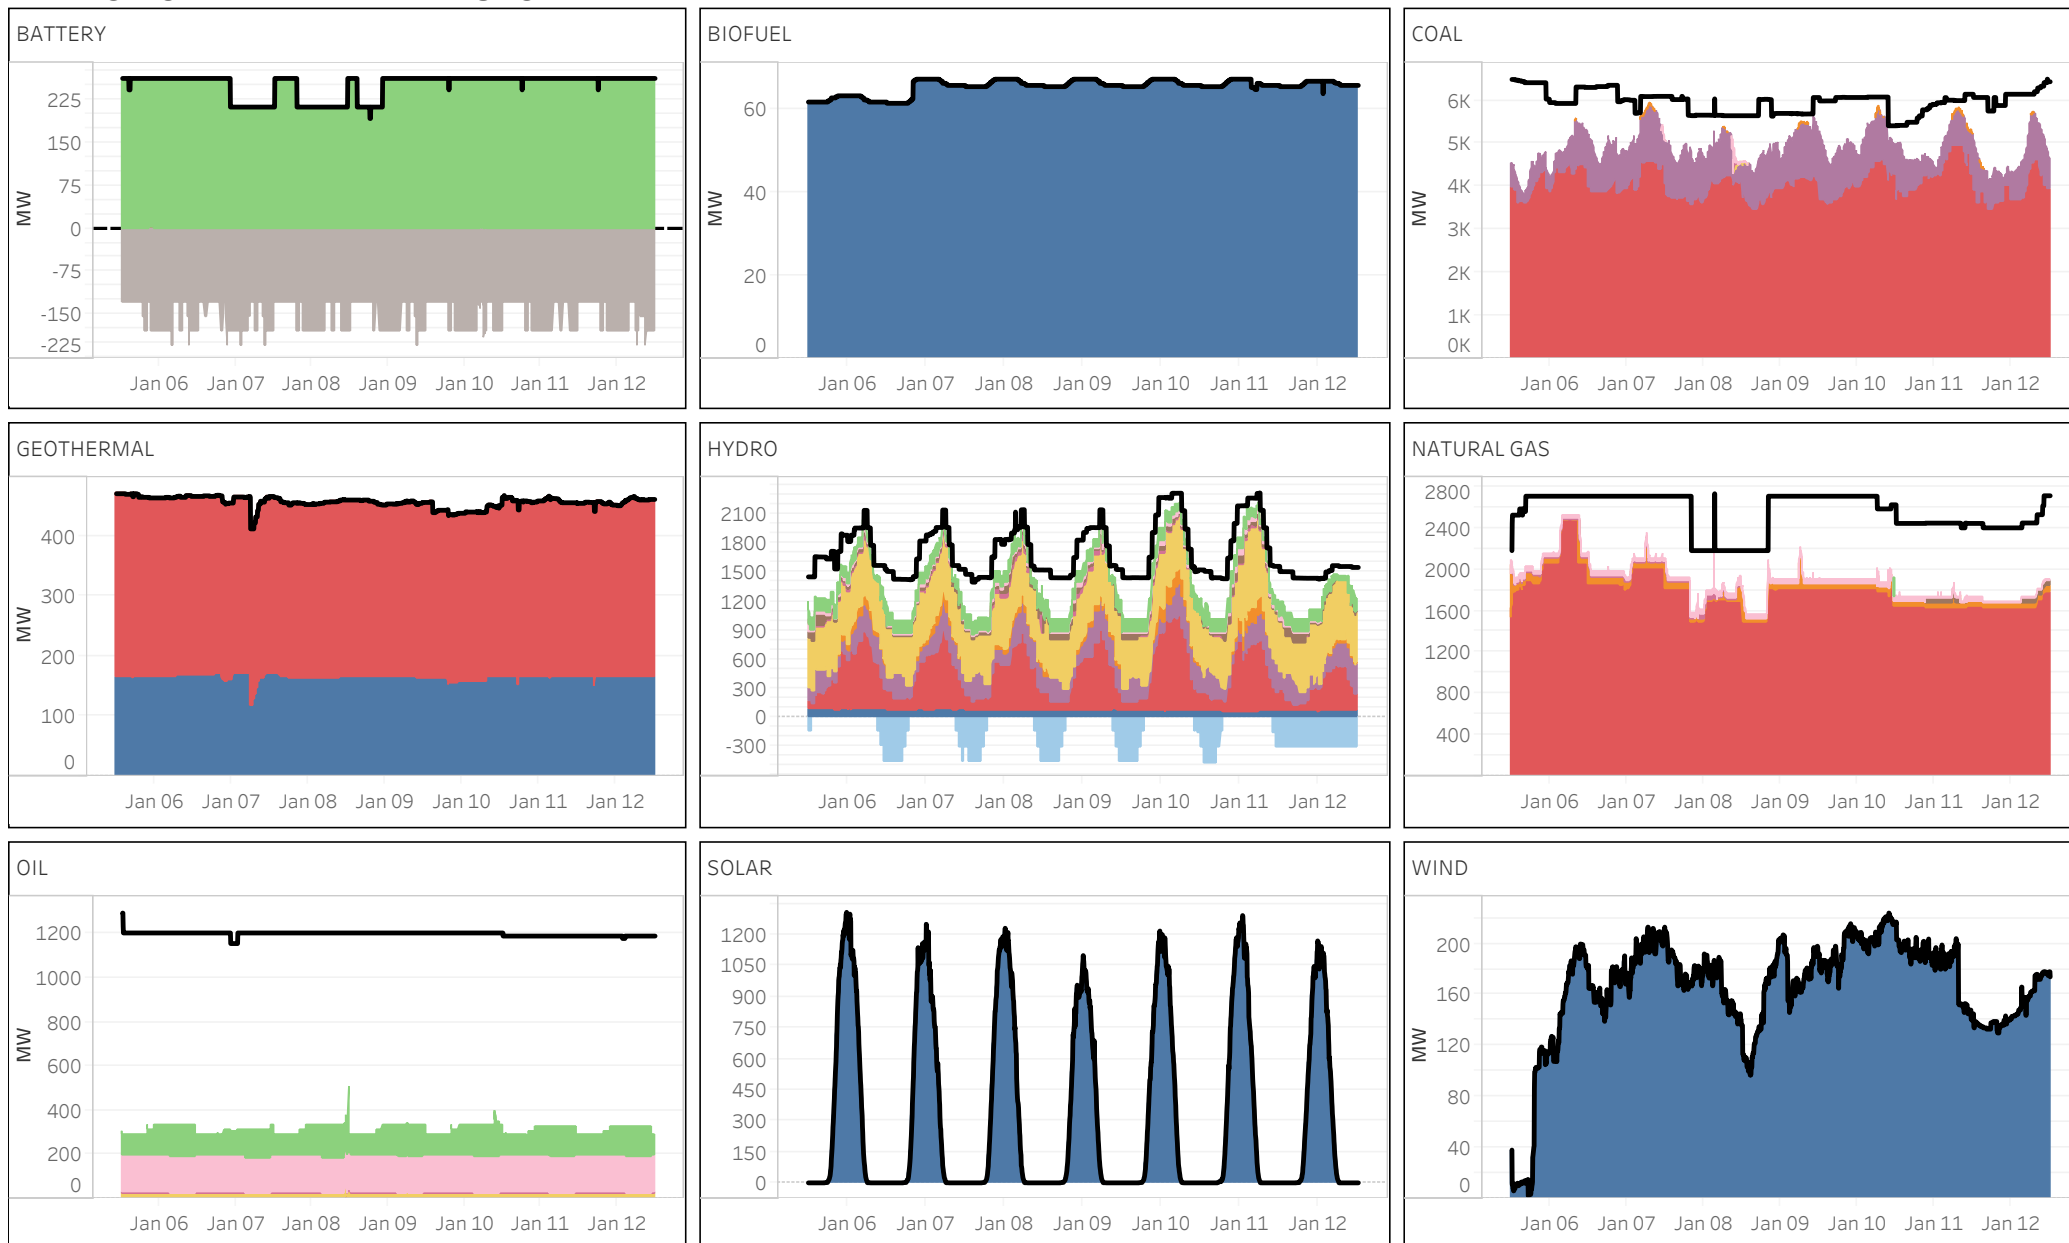 BATTERY
MW
225
150
75
0
-75
-150
-225
Jan 06 Jan 07 Jan 08 Jan 09 Jan 10 Jan 11 Jan 12
BIOFUEL
MW
60
40
20
0
Jan 06 Jan 07 Jan 08 Jan 09 Jan 10 Jan 11 Jan 12
COAL
MW
6K
5K
4K
3K
2K
1K
0K
Jan 06 Jan 07 Jan 08 Jan 09 Jan 10 Jan 11 Jan 12
GEOTHERMAL
MW
400
300
200
100
0
Jan 06 Jan 07 Jan 08 Jan 09 Jan 10 Jan 11 Jan 12
HYDRO
2100
1800
1500
1200
900
600
300
0
-300
Jan 06 Jan 07 Jan 08 Jan 09 Jan 10 Jan 11 Jan 12
NATURAL GAS
2800
2400
2000
1600
1200
800
400
Jan 06 Jan 07 Jan 08 Jan 09 Jan 10 Jan 11 Jan 12
OIL
MW
1200
1000
800
600
400
200
0
Jan 06 Jan 07 Jan 08 Jan 09 Jan 10 Jan 11 Jan 12
SOLAR
1200
1050
900
750
600
450
300
150
0
Jan 06 Jan 07 Jan 08 Jan 09 Jan 10 Jan 11 Jan 12
WIND
MW
200
160
120
80
40
0
Jan 06 Jan 07 Jan 08 Jan 09 Jan 10 Jan 11 Jan 12